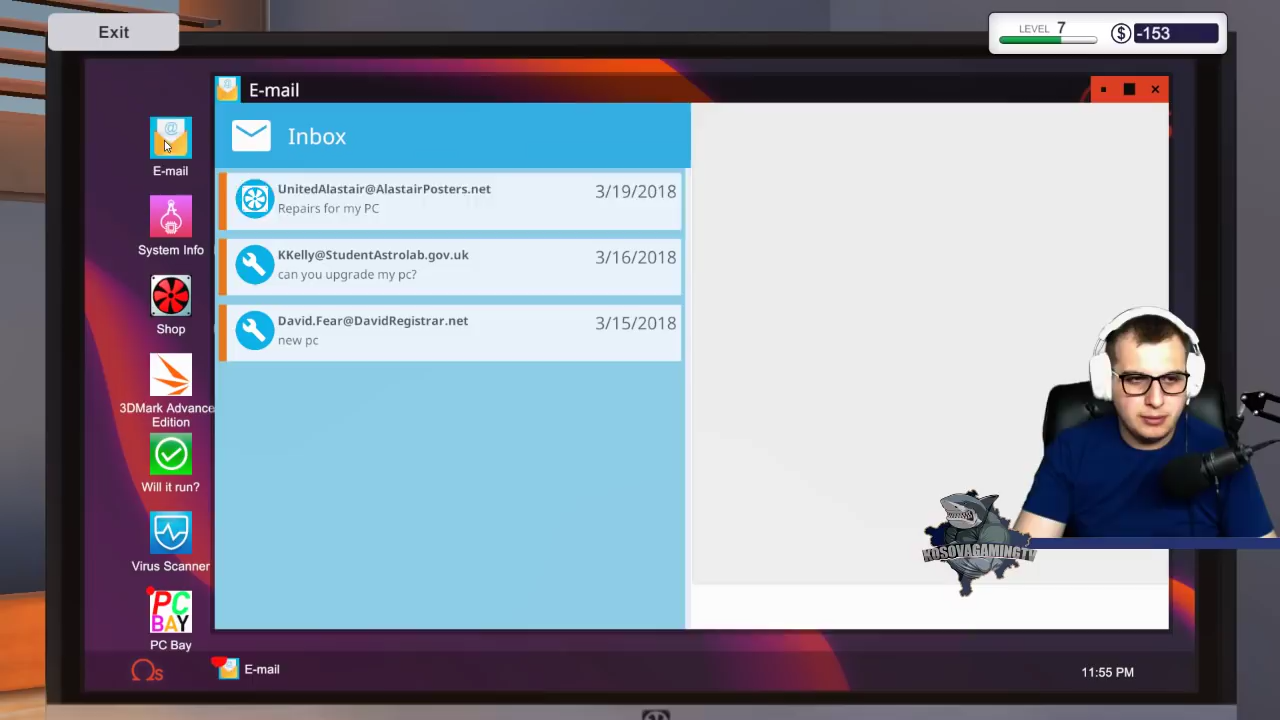 Exit
LEVEL 7
$ -153
E-mail
Inbox
UnitedAlastair@AlastairPosters.net
3/19/2018
Repairs for my PC
KKelly@StudentAstrolab.gov.uk
3/16/2018
can you upgrade my pc?
David.Fear@DavidRegistrar.net
3/15/2018
new pc
E-mail
System Info
Shop
3DMark Advance
Edition
Will it run?
Virus Scanner
PC
BAY
PC Bay
KOSOVAGAMINGTV
Ωs
E-mail
11:55 PM